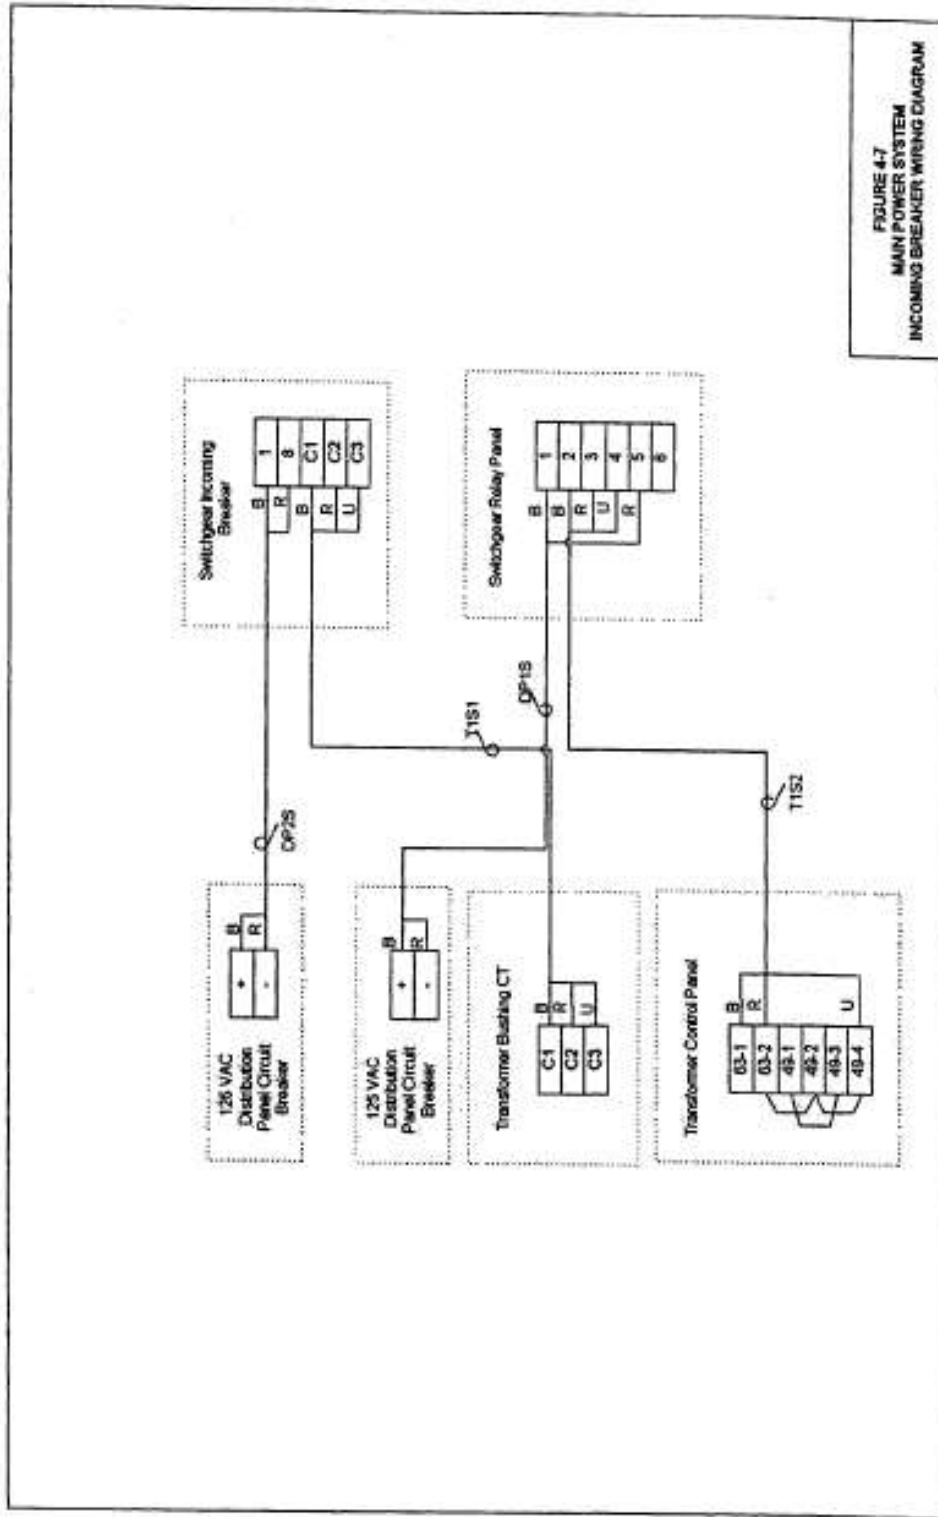 125 VAC
Distribution
Panel Circuit
Breaker
+
-
B
R
DP2S
Switchgear Incoming
Breaker
B
R
B
R
U
1
8
C1
C2
C3
125 VAC
Distribution
Panel Circuit
Breaker
+
-
B
R
T1S1
DP1S
Transformer Bushing CT
C1
C2
C3
B
R
U
Switchgear Relay Panel
B
B
R
U
R
1
2
3
4
5
6
Transformer Control Panel
63-1
63-2
49-1
49-2
49-3
49-4
B
R
U
T1S2
FIGURE 4-7
MAIN POWER SYSTEM
INCOMING BREAKER WIRING DIAGRAM